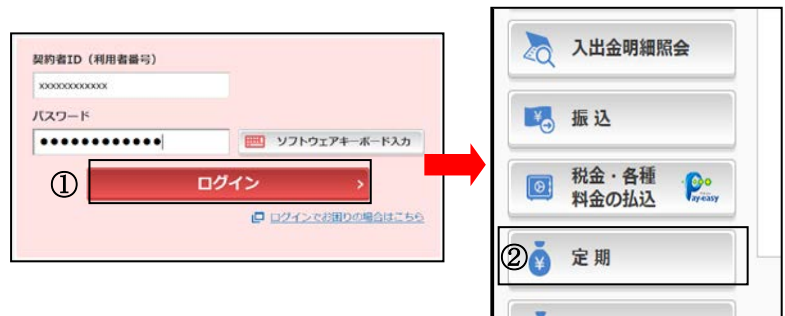 契約者ID（利用者番号）
xxxxxxxxxxxx
パスワード
●●●●●●●●●●●●
ソフトウェアキーボード入力
①
ログイン
ログインでお困りの場合はこちら
入出金明細照会
振込
税金・各種
料金の払込
Pay-easy
②
定期